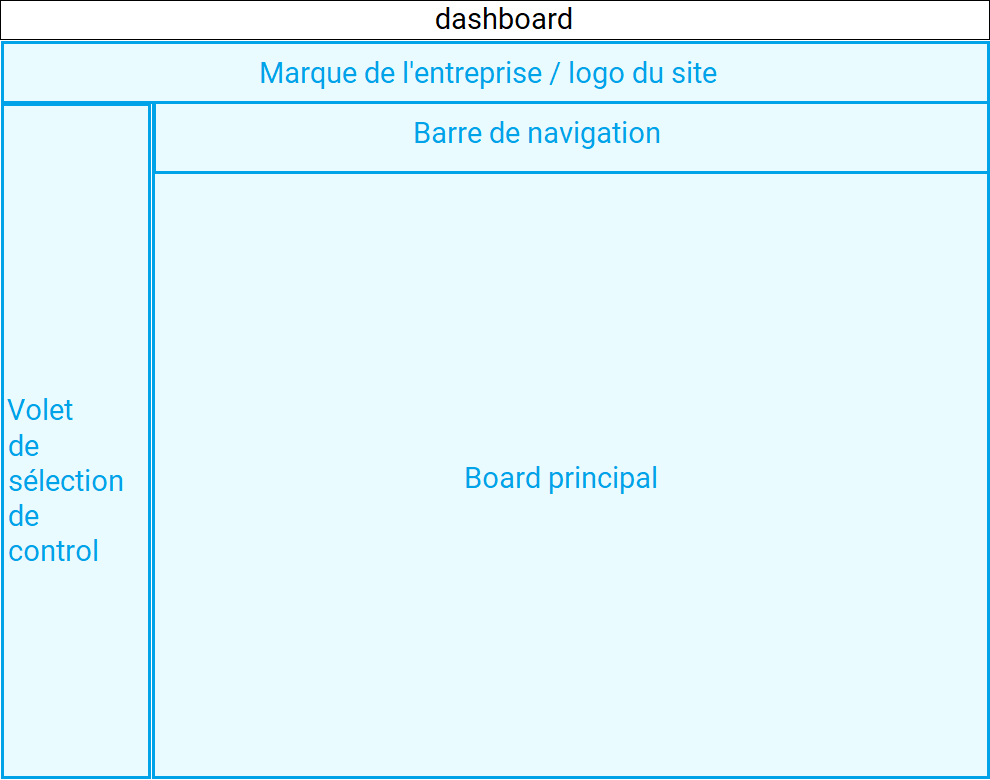 dashboard
Marque de l'entreprise / logo du site
Barre de navigation
Volet
de
sélection
de
control
Board principal